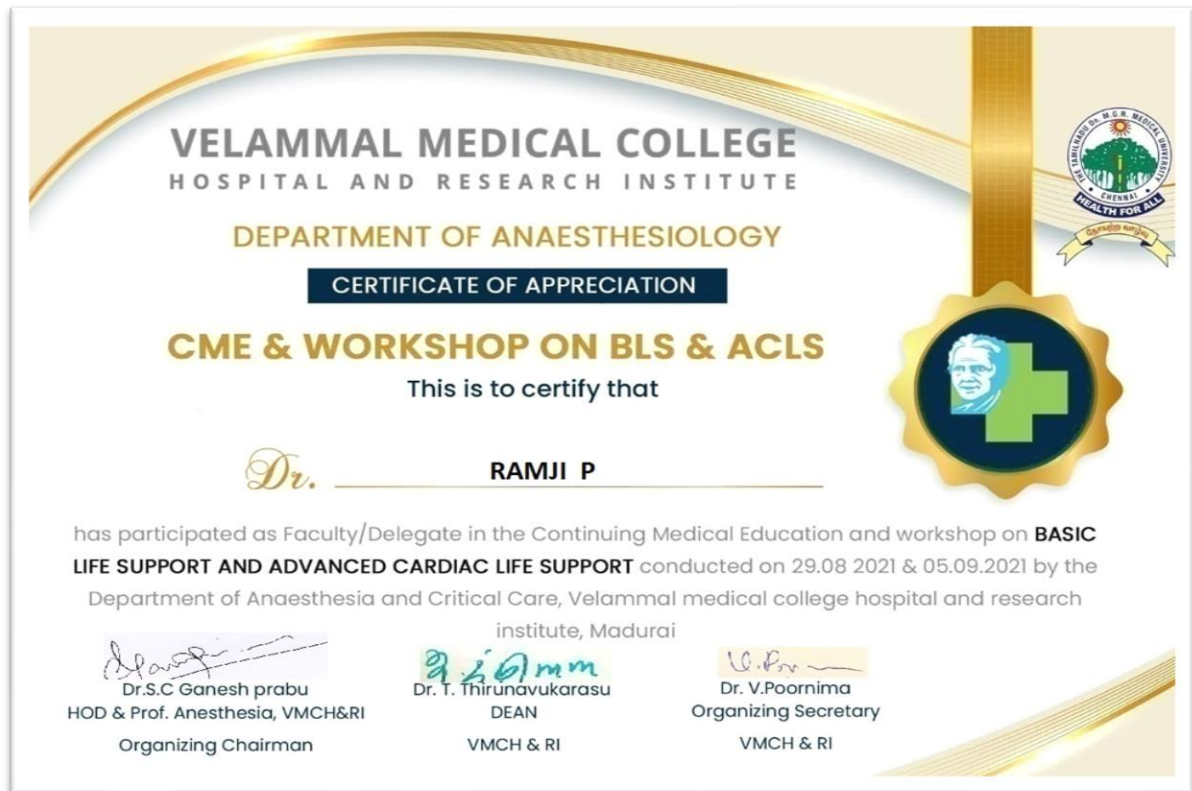 VELAMMAL MEDICAL COLLEGE
HOSPITAL AND RESEARCH INSTITUTE
THE TAMILNADU Dr. M.G.R. MEDICAL UNIVERSITY
CHENNAI
HEALTH FOR ALL
நோயற்ற வாழ்வு
DEPARTMENT OF ANAESTHESIOLOGY
CERTIFICATE OF APPRECIATION
CME & WORKSHOP ON BLS & ACLS
This is to certify that
Dr. RAMJI P
has participated as Faculty/Delegate in the Continuing Medical Education and workshop on BASIC
LIFE SUPPORT AND ADVANCED CARDIAC LIFE SUPPORT conducted on 29.08 2021 & 05.09.2021 by the
Department of Anaesthesia and Critical Care, Velammal medical college hospital and research
institute, Madurai
Dr.S.C Ganesh prabu
HOD & Prof. Anesthesia, VMCH&RI
Organizing Chairman
Dr. T. Thirunavukarasu
DEAN
VMCH & RI
Dr. V.Poornima
Organizing Secretary
VMCH & RI